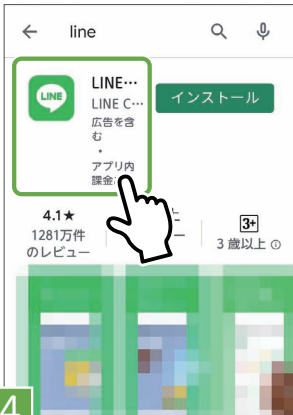 line
LINE
LINE…
LINE C…
広告を含
む
・
アプリ内
課金
インストール
4.1★
1281万件
のレビュー
3+
3 歳以上
4